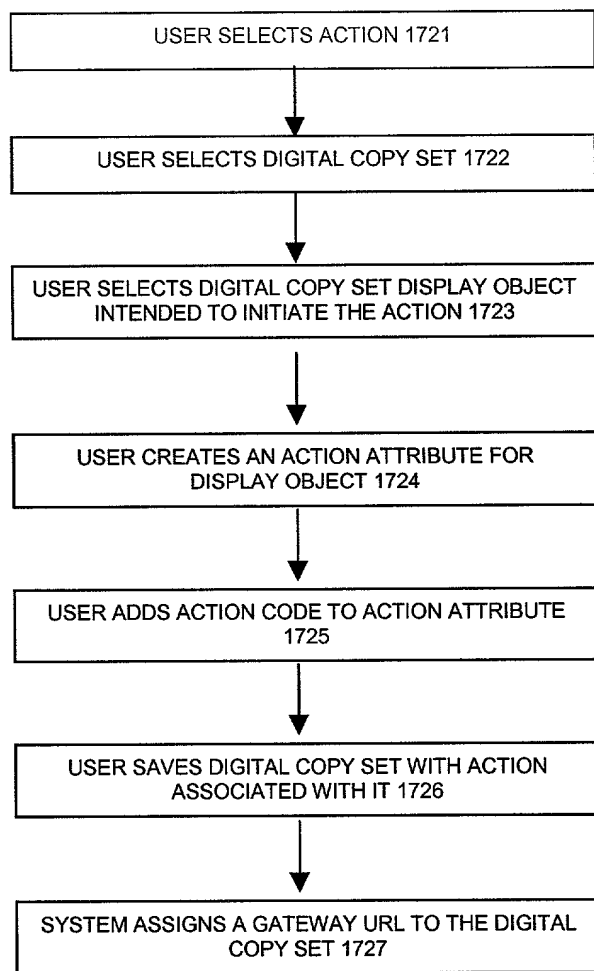 USER SELECTS ACTION 1721
USER SELECTS DIGITAL COPY SET 1722
USER SELECTS DIGITAL COPY SET DISPLAY OBJECT
INTENDED TO INITIATE THE ACTION 1723
USER CREATES AN ACTION ATTRIBUTE FOR
DISPLAY OBJECT 1724
USER ADDS ACTION CODE TO ACTION ATTRIBUTE
1725
USER SAVES DIGITAL COPY SET WITH ACTION
ASSOCIATED WITH IT 1726
SYSTEM ASSIGNS A GATEWAY URL TO THE DIGITAL
COPY SET 1727